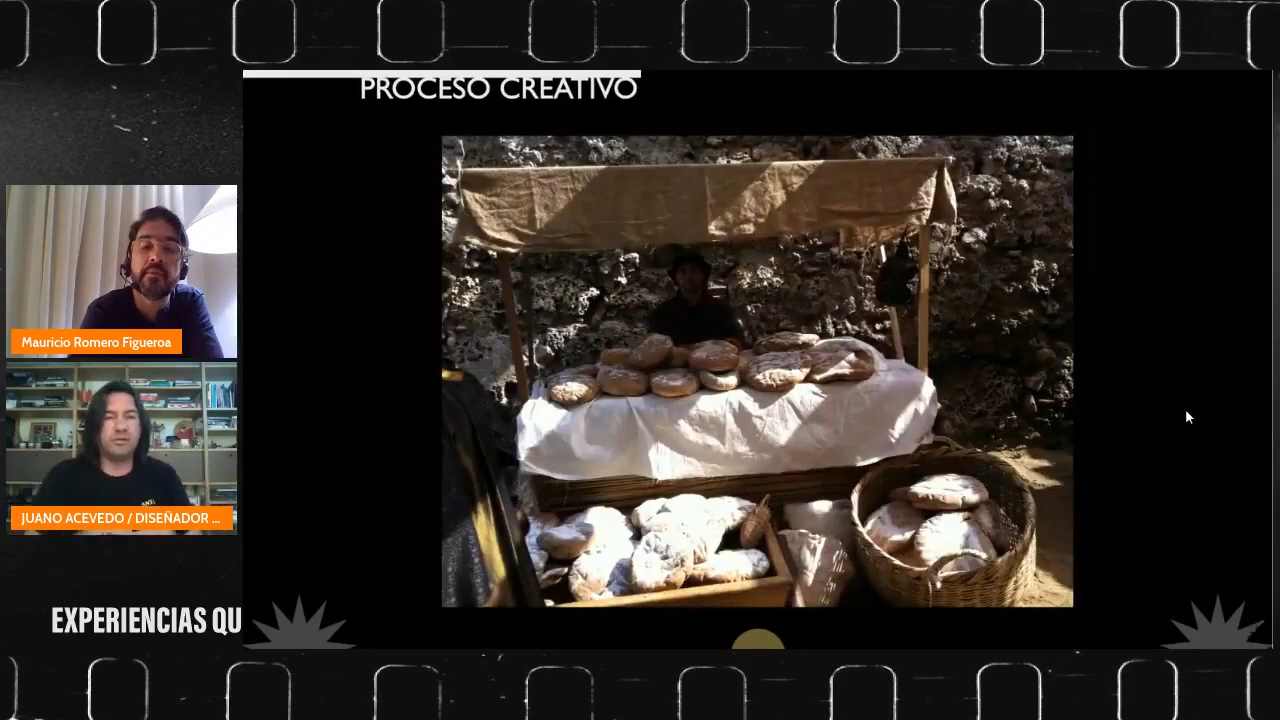 PROCESO CREATIVO
Mauricio Romero Figueroa
JUANO ACEVEDO / DISEÑADOR ...
EXPERIENCIAS QU